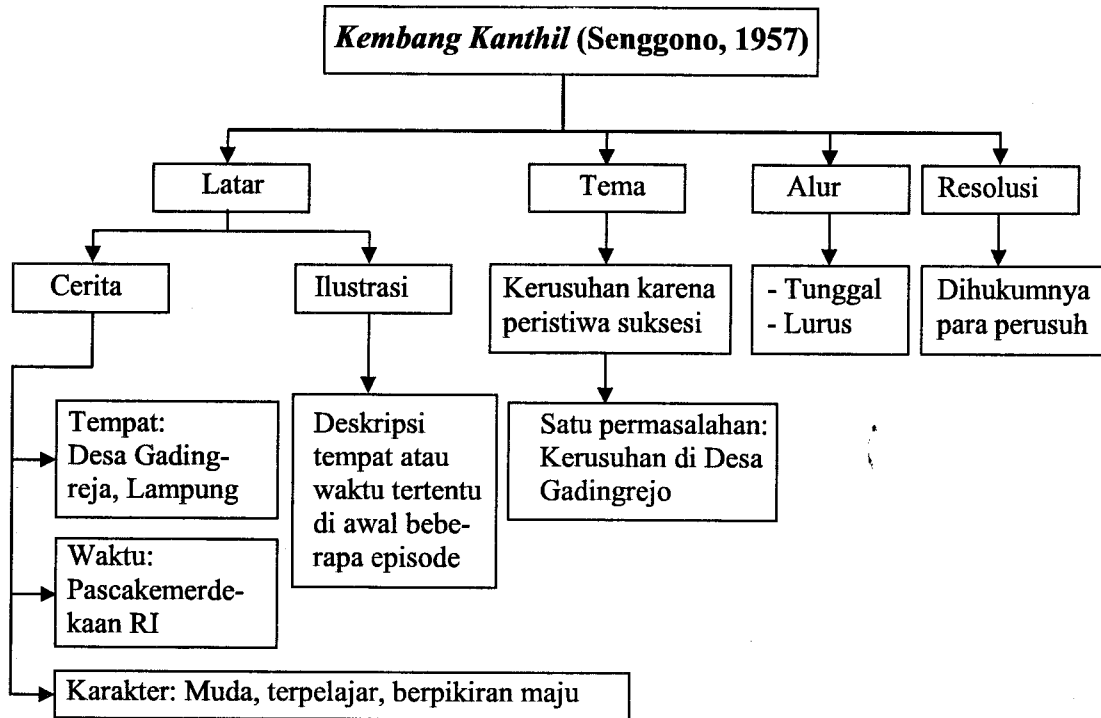 Kembang Kanthil (Senggono, 1957)
Latar
Tema
Alur
Resolusi
Cerita
Ilustrasi
Kerusuhan karena
peristiwa suksesi
- Tunggal
- Lurus
Dihukumnya
para perusuh
Tempat:
Desa Gading-
reja, Lampung
Deskripsi
tempat atau
waktu tertentu
di awal bebe-
rapa episode
Satu permasalahan:
Kerusuhan di Desa
Gadingrejo
Waktu:
Pascakemerde-
kaan RI
Karakter: Muda, terpelajar, berpikiran maju